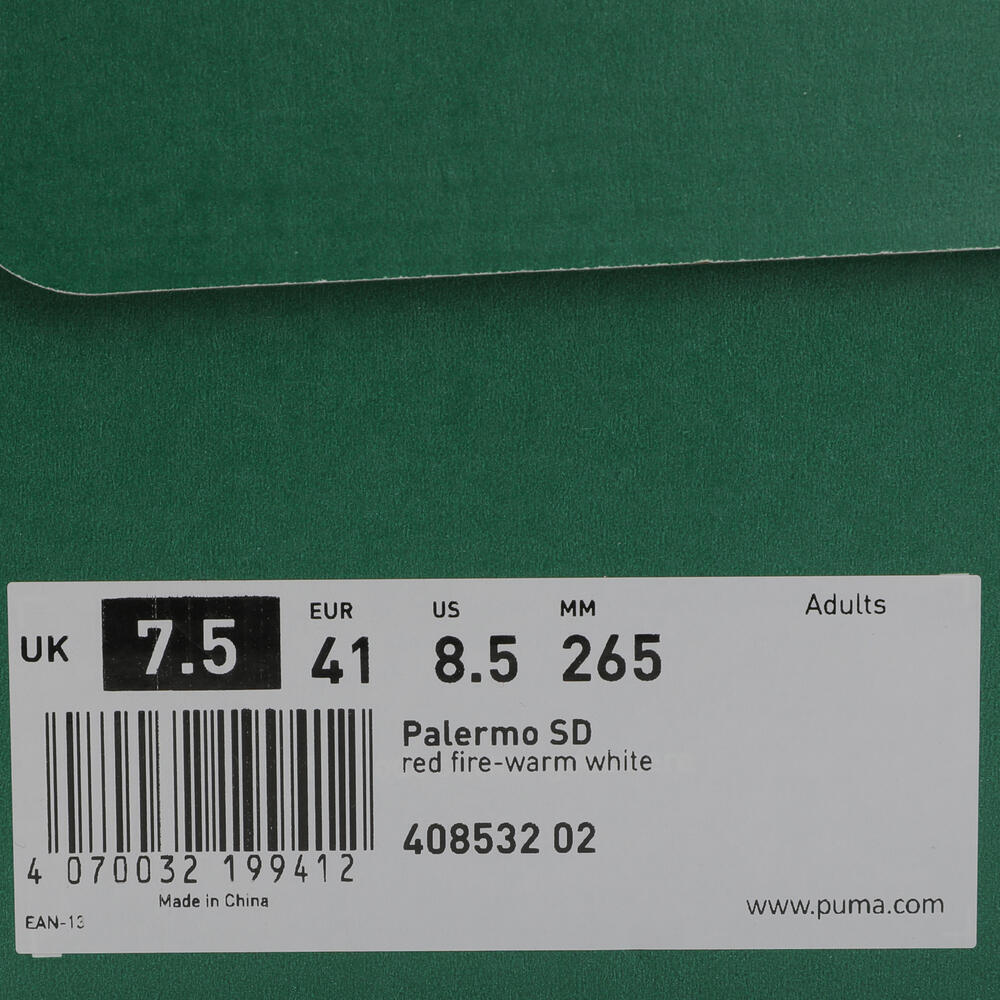 UK 7.5
EUR 41
US 8.5
MM 265
Adults
Palermo SD
red fire-warm white
408532 02
4 070032 199412
Made in China
EAN-13
www.puma.com